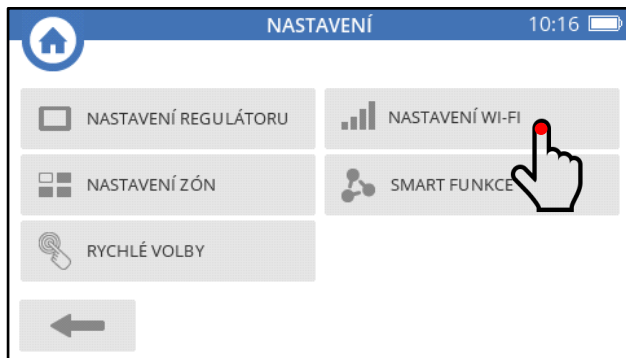 NASTAVENÍ 10:16
NASTAVENÍ REGULÁTORU
NASTAVENÍ WI-FI
NASTAVENÍ ZÓN
SMART FUNKCE
RYCHLÉ VOLBY